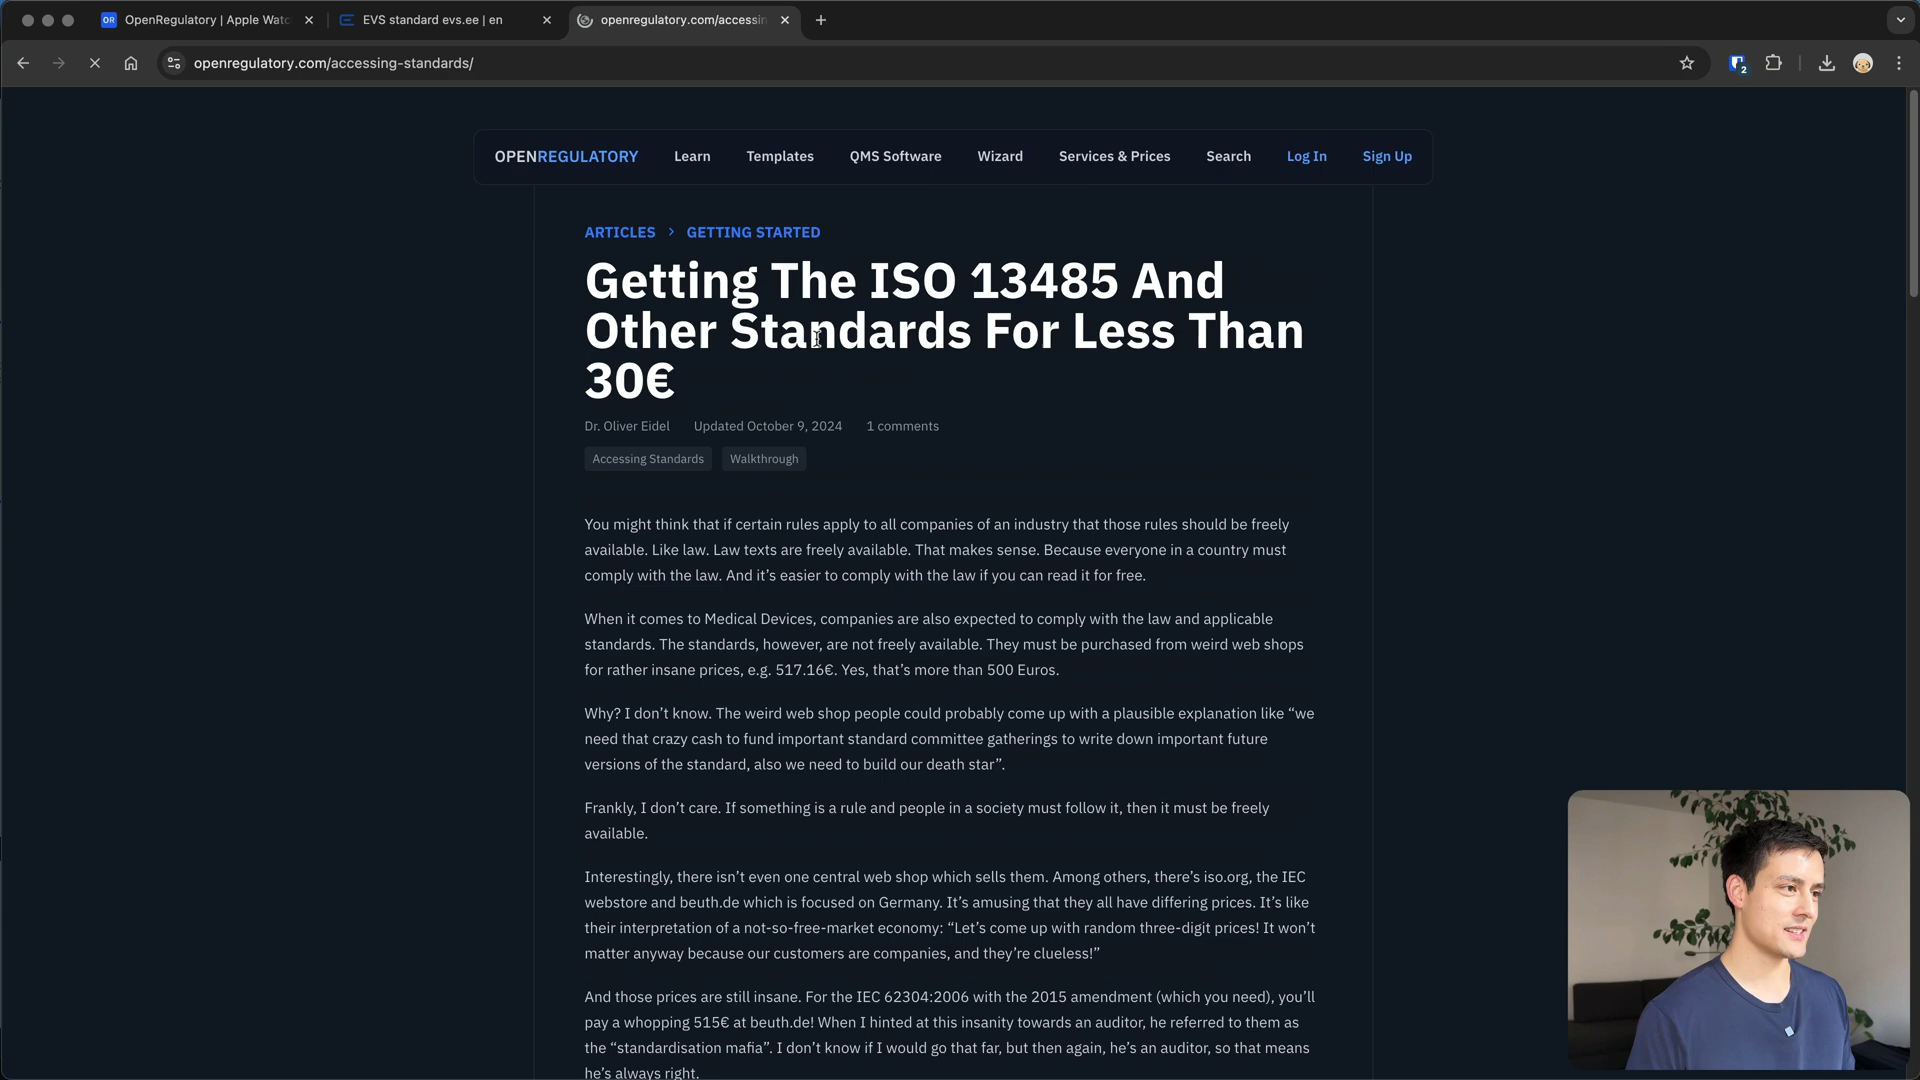 OpenRegulatory | Apple Watc
EVS standard evs.ee | en
openregulatory.com/accessin
openregulatory.com/accessing-standards/
2
OPENREGULATORY
Learn
Templates
QMS Software
Wizard
Services & Prices
Search
Log In
Sign Up
ARTICLES > GETTING STARTED
Getting The ISO 13485 And
Other Standards For Less Than
30€
Dr. Oliver Eidel
Updated October 9, 2024
1 comments
Accessing Standards
Walkthrough
You might think that if certain rules apply to all companies of an industry that those rules should be freely
available. Like law. Law texts are freely available. That makes sense. Because everyone in a country must
comply with the law. And it’s easier to comply with the law if you can read it for free.
When it comes to Medical Devices, companies are also expected to comply with the law and applicable
standards. The standards, however, are not freely available. They must be purchased from weird web shops
for rather insane prices, e.g. 517.16€. Yes, that’s more than 500 Euros.
Why? I don’t know. The weird web shop people could probably come up with a plausible explanation like “we
need that crazy cash to fund important standard committee gatherings to write down important future
versions of the standard, also we need to build our death star”.
Frankly, I don’t care. If something is a rule and people in a society must follow it, then it must be freely
available.
Interestingly, there isn’t even one central web shop which sells them. Among others, there’s iso.org, the IEC
webstore and beuth.de which is focused on Germany. It’s amusing that they all have differing prices. It’s like
their interpretation of a not-so-free-market economy: “Let’s come up with random three-digit prices! It won’t
matter anyway because our customers are companies, and they’re clueless!”
And those prices are still insane. For the IEC 62304:2006 with the 2015 amendment (which you need), you’ll
pay a whopping 515€ at beuth.de! When I hinted at this insanity towards an auditor, he referred to them as
the “standardisation mafia”. I don’t know if I would go that far, but then again, he’s an auditor, so that means
he’s always right.